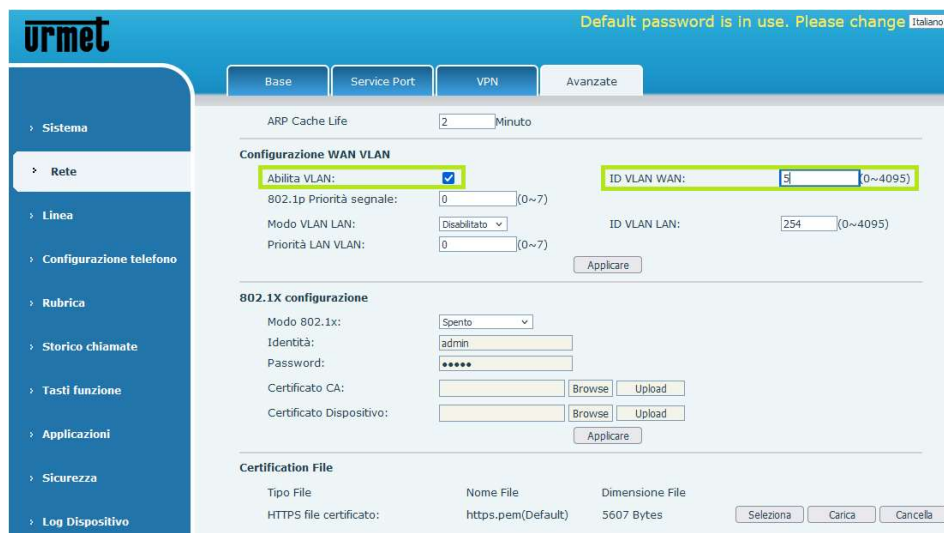 urmet
Default password is in use. Please change Italiano
Base Service Port VPN Avanzate
ARP Cache Life 2 Minuto
› Sistema
Configurazione WAN VLAN
› Rete
Abilita VLAN: ID VLAN WAN: 5 (0~4095)
802.1p Priorità segnale: 0 (0~7)
› Linea
Modo VLAN LAN: Disabilitato ID VLAN LAN: 254 (0~4095)
Priorità LAN VLAN: 0 (0~7)
› Configurazione telefono
Applicare
› Rubrica
802.1X configurazione
Modo 802.1x: Spento
› Storico chiamate
Identità: admin
Password: •••••
› Tasti funzione
Certificato CA: Browse Upload
Certificato Dispositivo: Browse Upload
› Applicazioni
Applicare
Certification File
› Sicurezza
Tipo File Nome File Dimensione File
HTTPS file certificato: https.pem(Default) 5607 Bytes Seleziona Carica Cancella
› Log Dispositivo